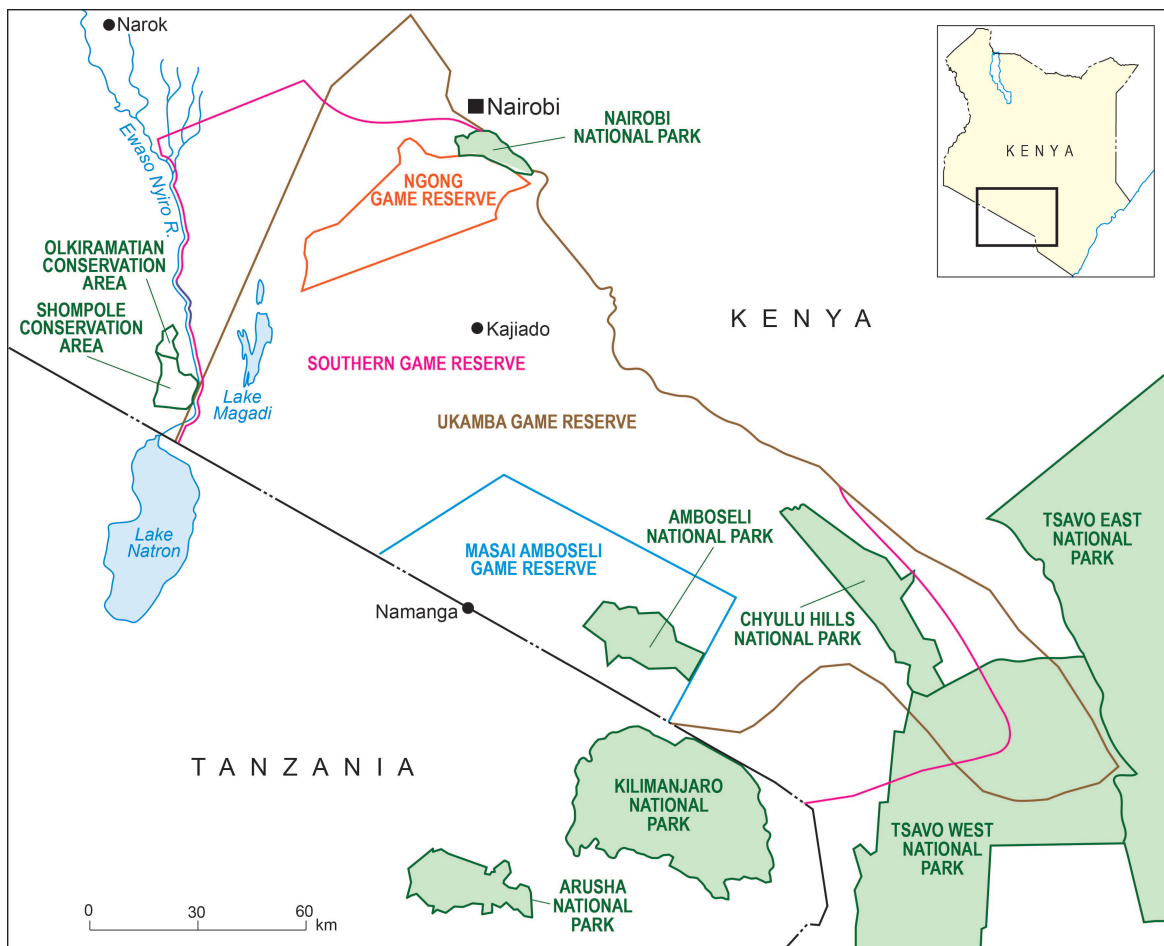 Narok
Nairobi
NAIROBI
NATIONAL PARK
KENYA
Ewaso Nyiro R.
NGONG
GAME RESERVE
OLKIRAMATIAN
CONSERVATION
AREA
SHOMPOLE
CONSERVATION
AREA
Lake
Magadi
Kajiado
KENYA
SOUTHERN GAME RESERVE
UKAMBA GAME RESERVE
Lake
Natron
MASAI AMBOSELI
GAME RESERVE
AMBOSELI
NATIONAL PARK
TSAVO EAST
NATIONAL
PARK
Namanga
CHYULU HILLS
NATIONAL PARK
TANZANIA
KILIMANJARO
NATIONAL
PARK
TSAVO WEST
NATIONAL
PARK
ARUSHA
NATIONAL
PARK
0 30 60
km